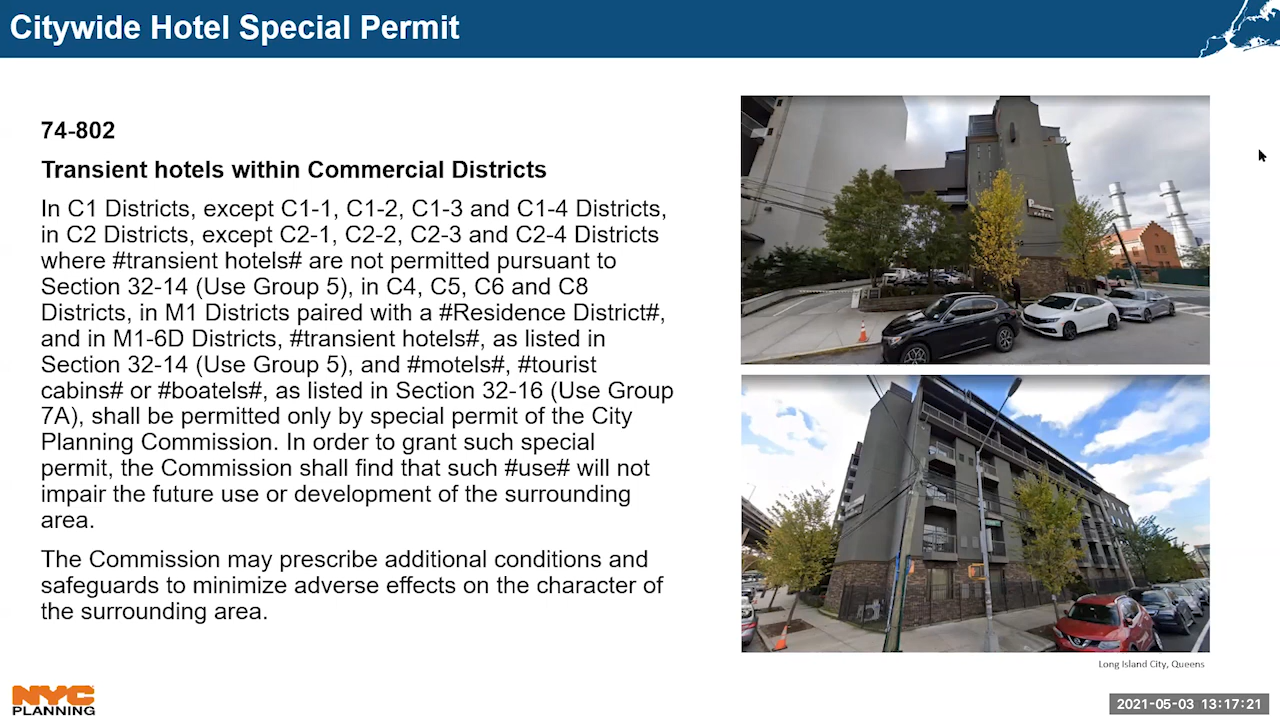 Citywide Hotel Special Permit
74-802
Transient hotels within Commercial Districts
In C1 Districts, except C1-1, C1-2, C1-3 and C1-4 Districts,
in C2 Districts, except C2-1, C2-2, C2-3 and C2-4 Districts
where #transient hotels# are not permitted pursuant to
Section 32-14 (Use Group 5), in C4, C5, C6 and C8
Districts, in M1 Districts paired with a #Residence District#,
and in M1-6D Districts, #transient hotels#, as listed in
Section 32-14 (Use Group 5), and #motels#, #tourist
cabins# or #boatels#, as listed in Section 32-16 (Use Group
7A), shall be permitted only by special permit of the City
Planning Commission. In order to grant such special
permit, the Commission shall find that such #use# will not
impair the future use or development of the surrounding
area.
The Commission may prescribe additional conditions and
safeguards to minimize adverse effects on the character of
the surrounding area.
Long Island City, Queens
NYC
PLANNING
2021-05-03 13:17:21